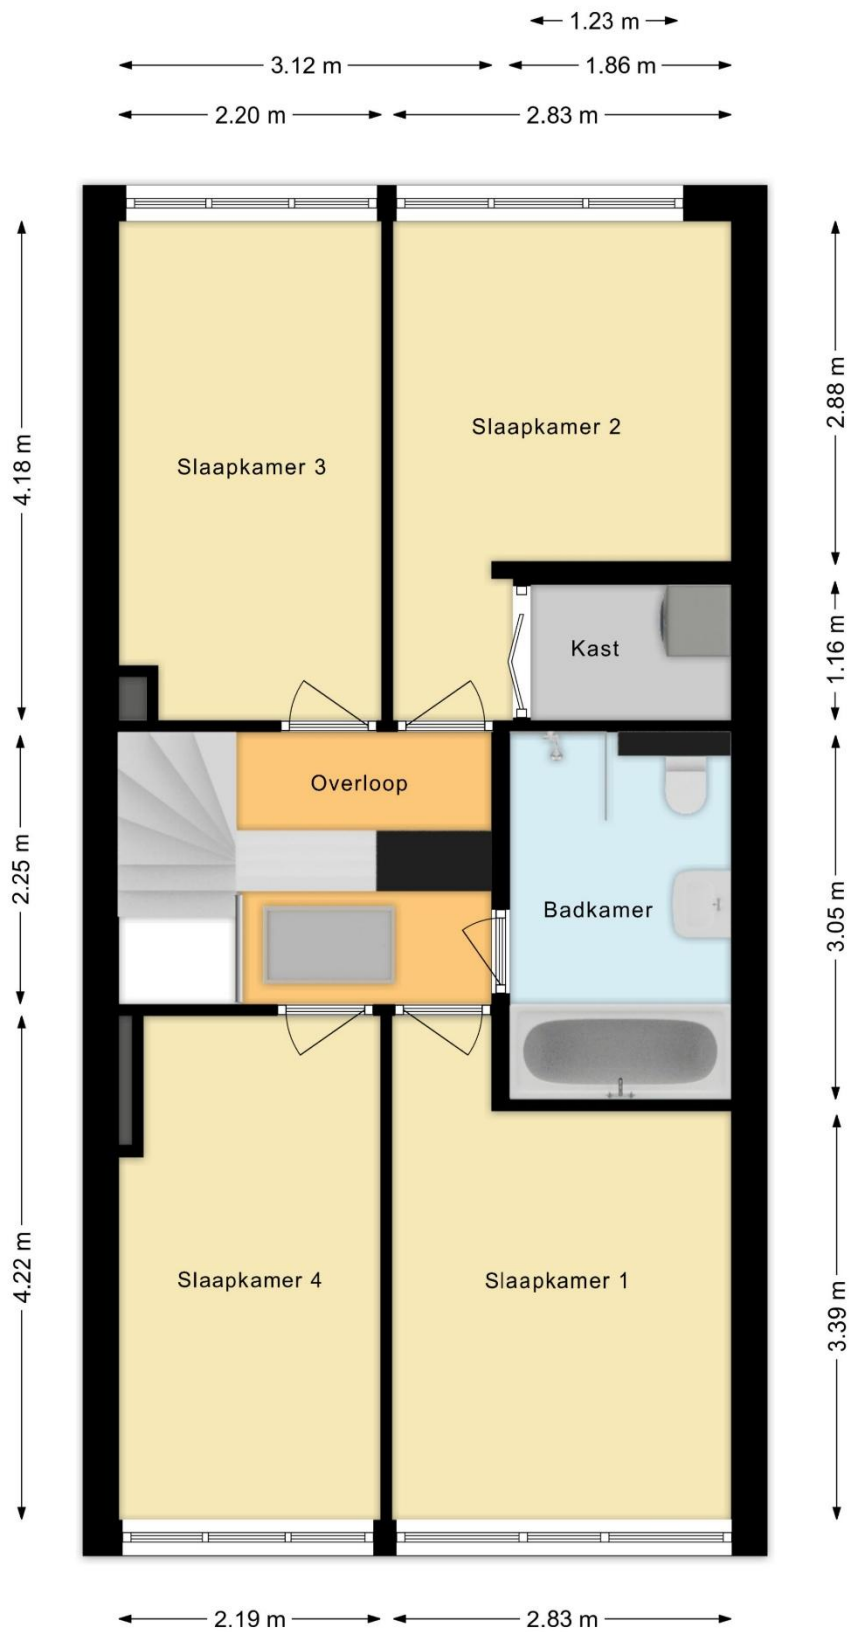 1.23 m
3.12 m
1.86 m
2.20 m
2.83 m
4.18 m
2.88 m
Slaapkamer 2
Slaapkamer 3
Kast
1.16 m
Overloop
2.25 m
Badkamer
3.05 m
4.22 m
Slaapkamer 4
Slaapkamer 1
3.39 m
2.19 m
2.83 m